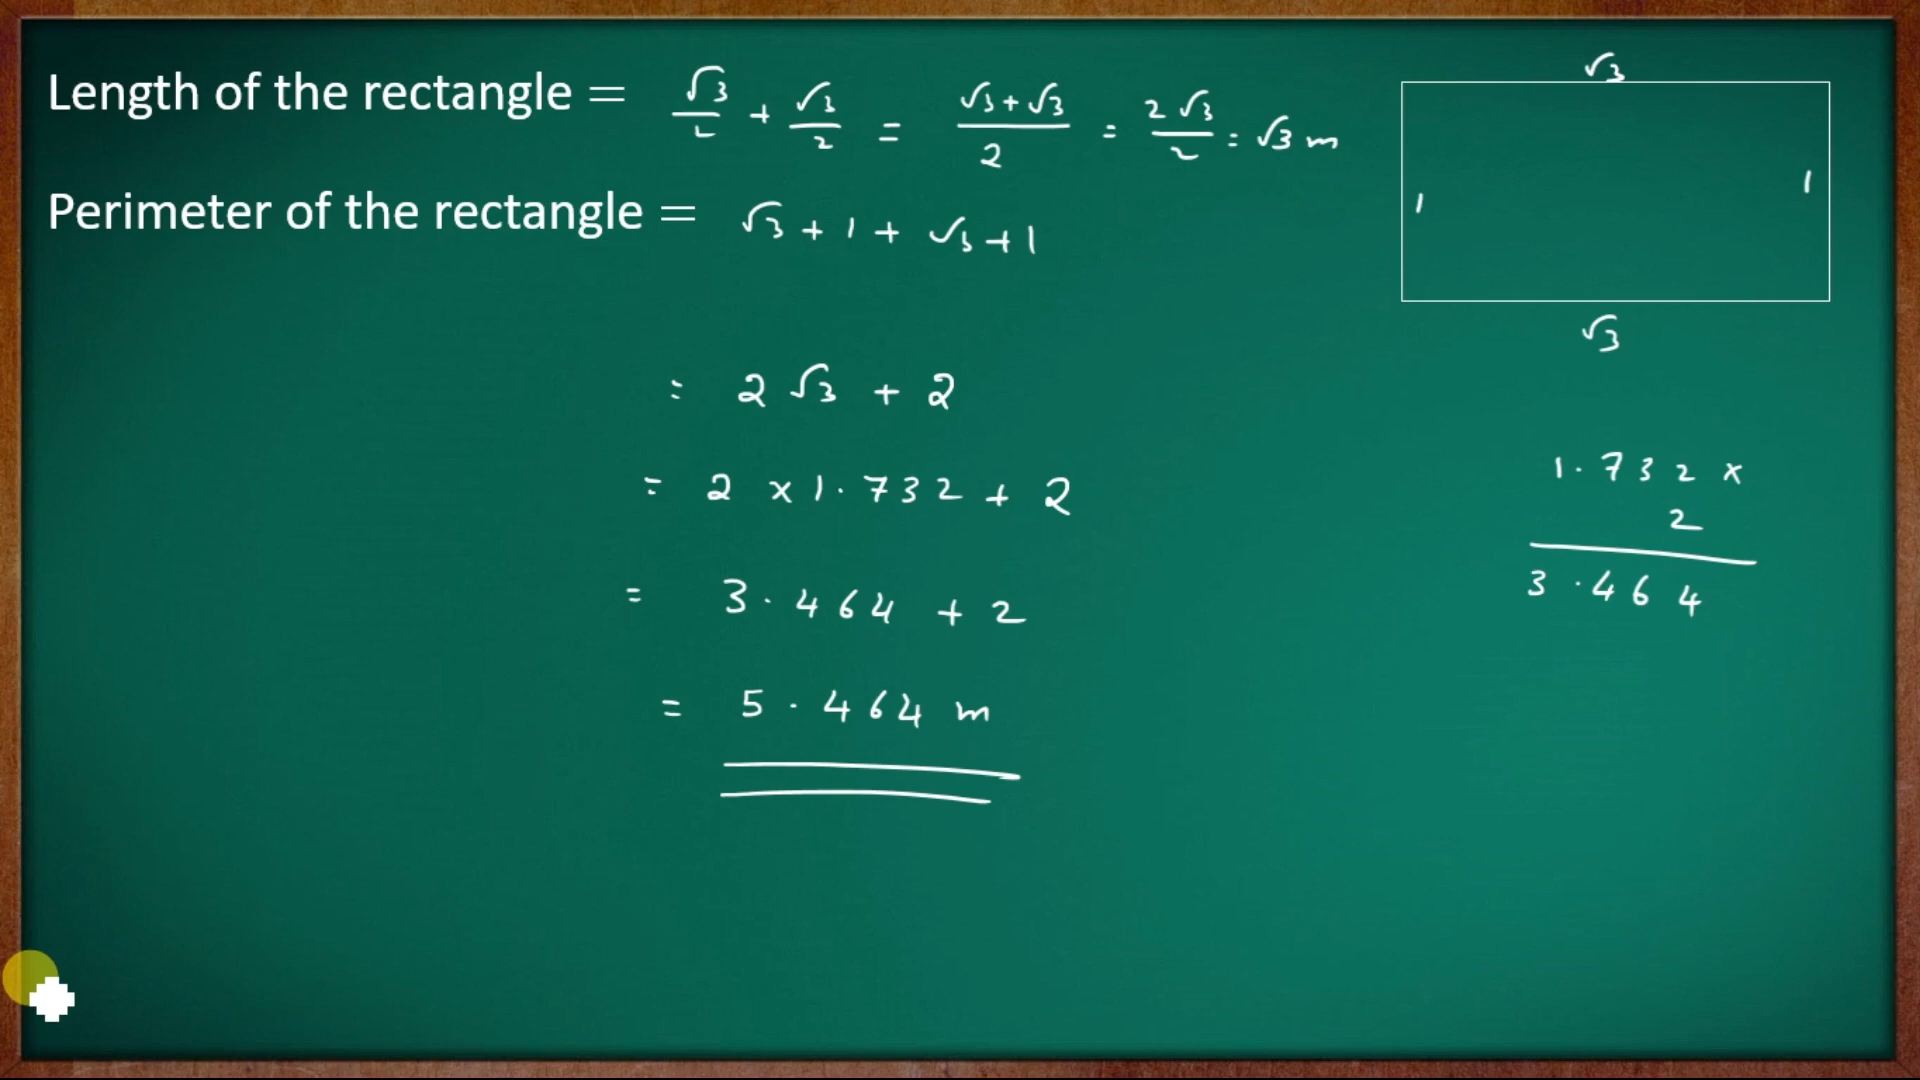 Length of the rectangle = √3/2 + √3/2 = √3+√3/2 = 2√3/2 = √3 m
Perimeter of the rectangle = √3 + 1 + √3 + 1
= 2√3 + 2
= 2 x 1.732 + 2
= 3.464 + 2
= 5.464 m
√3
1
1
√3
1.732 x
2
3.464